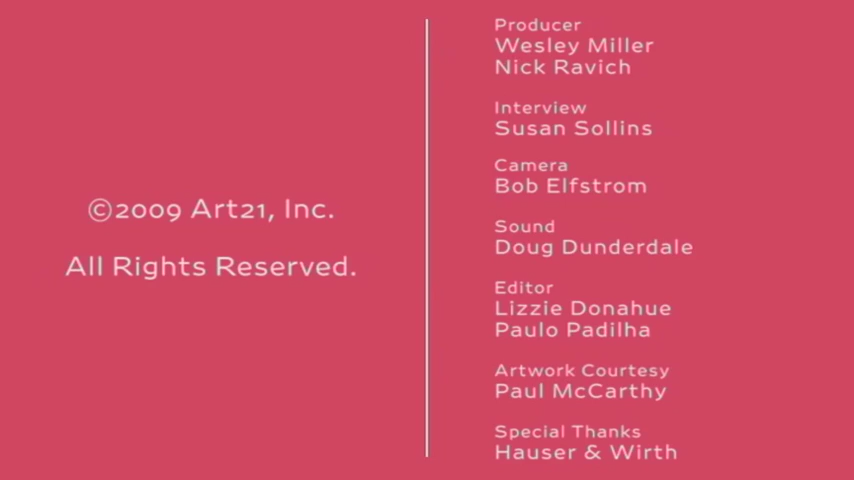 ©2009 Art21, Inc.
All Rights Reserved.
Producer
Wesley Miller
Nick Ravich
Interview
Susan Sollins
Camera
Bob Elfstrom
Sound
Doug Dunderdale
Editor
Lizzie Donahue
Paulo Padilha
Artwork Courtesy
Paul McCarthy
Special Thanks
Hauser & Wirth